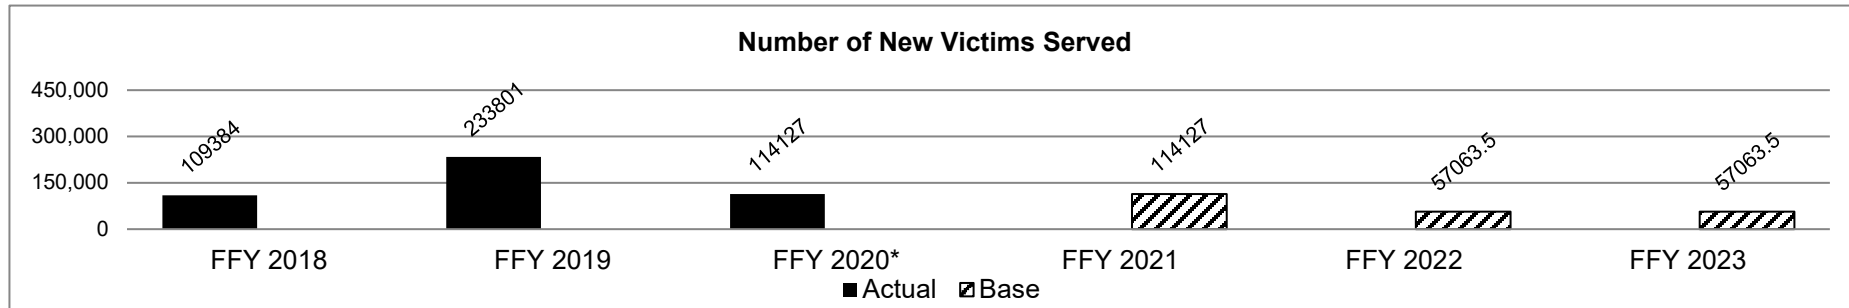 Number of New Victims Served
450,000
300,000
150,000
0
109384
233801
114127
114127
57063.5
57063.5
FFY 2018
FFY 2019
FFY 2020*
FFY 2021
FFY 2022
FFY 2023
Actual
Base